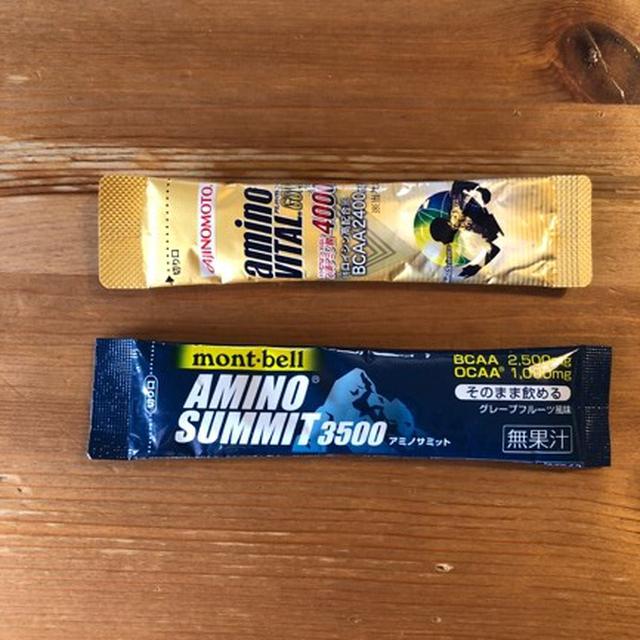 切り口
AJINOMOTO
amino
VITAL GOLD
4000
ロイシン高配合
BCAA2400
切り口
mont-bell
AMINO
SUMMIT 3500
アミノサミット
BCAA 2,500mg
OCAA® 1,000mg
そのまま飲める
グレープフルーツ風味
無果汁